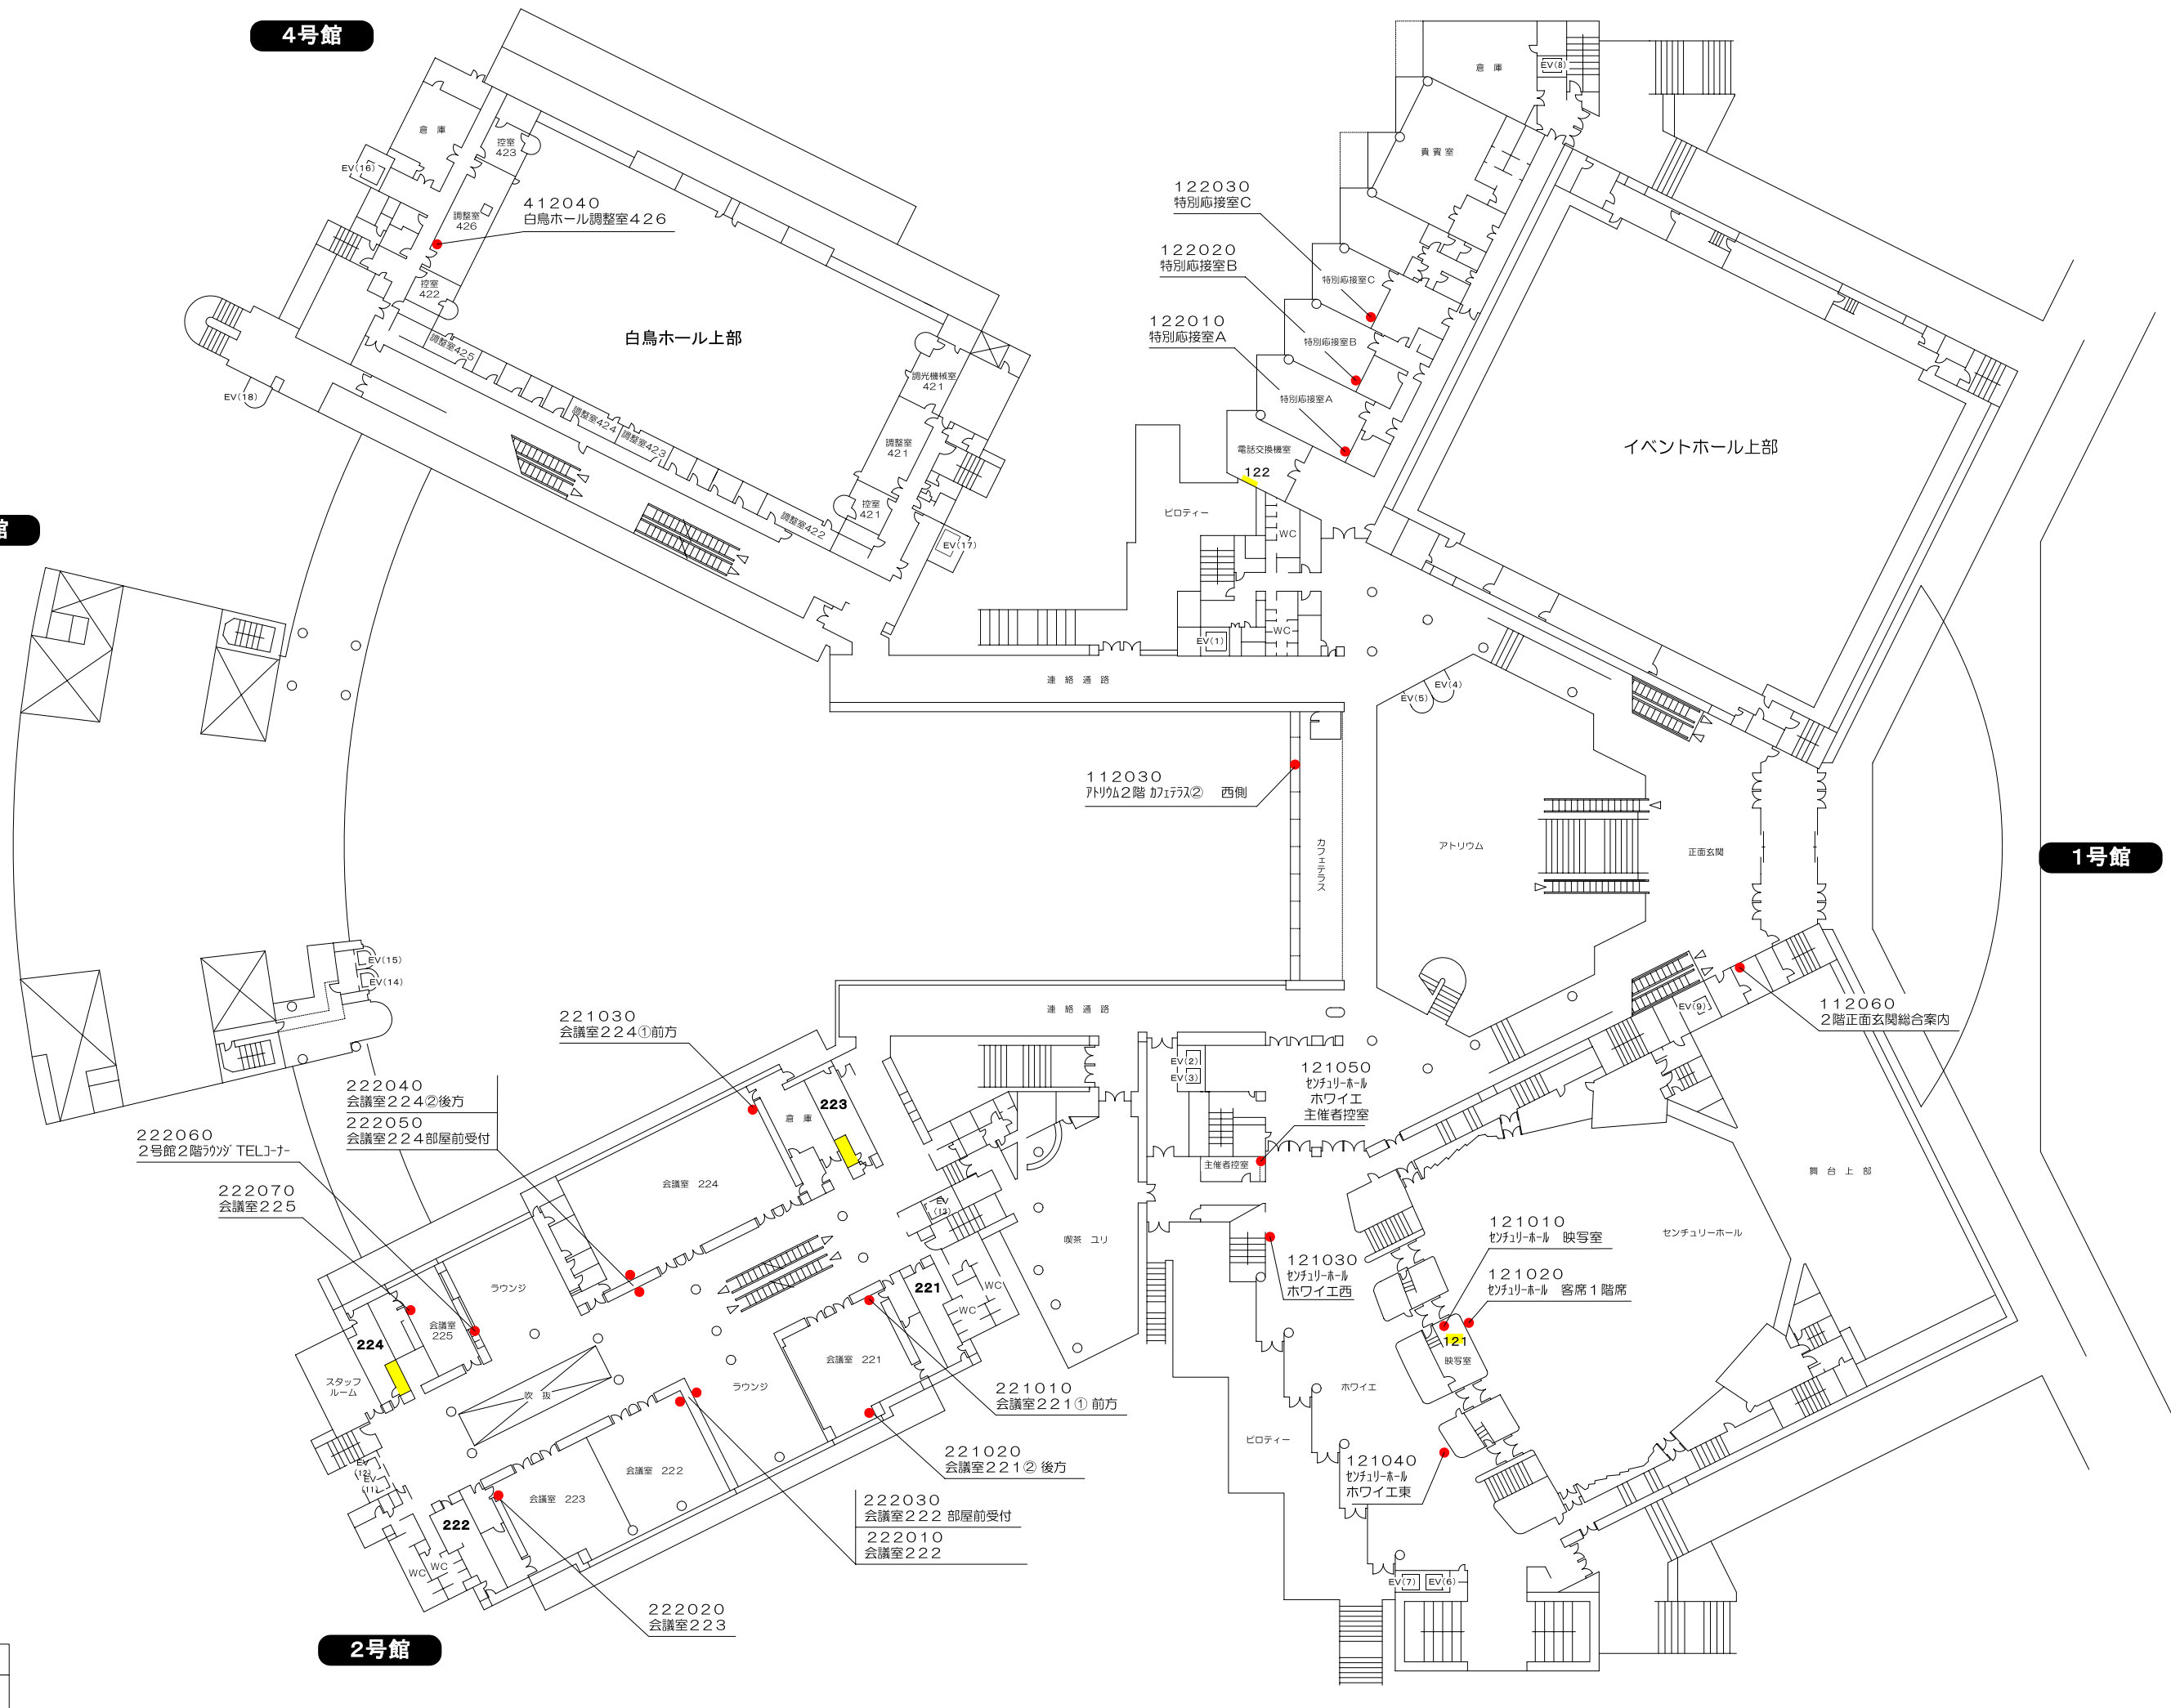 4号館
倉 庫
EV(8)
倉 庫
控室
423
EV(16)
貴 賓 室
調整室
426
412040
白鳥ホール調整室426
122030
特別応接室C
122020
特別応接室B
控室
422
特別応接室C
122010
特別応接室A
特別応接室B
白鳥ホール上部
調整室425
調光機械室
421
EV(18)
特別応接室A
調整室424
調整室423
調整室
421
電話交換機室
122
イベントホール上部
控室
421
調整室422
館
ピロティー
WC
EV(17)
WC
EV(1)
連 絡 通 路
EV(4)
EV(5)
112030
ｱﾄﾘｳﾑ2階 ｶﾌｪﾃﾗｽ② 西側
カフェテラス
アトリウム
正面玄関
1号館
EV(15)
EV(14)
112060
2階正面玄関総合案内
EV(9)
連 絡 通 路
221030
会議室224①前方
EV(2)
EV(3)
121050
ｾﾝﾁｭﾘｰﾎｰﾙ
ホワイエ
主催者控室
222040
会議室224②後方
222050
会議室224部屋前受付
倉 庫
223
222060
2号館2階ﾗｳﾝｼﾞ TELｺｰﾅｰ
主催者控室
舞 台 上 部
222070
会議室225
会議室 224
EV
(13)
喫茶 ユリ
121010
ｾﾝﾁｭﾘｰﾎｰﾙ 映写室
センチュリーホール
121030
ｾﾝﾁｭﾘｰﾎｰﾙ
ホワイエ西
121020
ｾﾝﾁｭﾘｰﾎｰﾙ 客席1階席
ラウンジ
221
WC
WC
会議室
225
224
121
映写室
会議室 221
スタッフ
ルーム
吹 抜
ラウンジ
221010
会議室221① 前方
ホワイエ
ピロティー
221020
会議室221② 後方
121040
ｾﾝﾁｭﾘｰﾎｰﾙ
ホワイエ東
EV
(12)
EV
(11)
会議室 222
会議室 223
222030
会議室222 部屋前受付
222010
会議室222
222
WC
WC
EV(7)
EV(6)
222020
会議室223
2号館